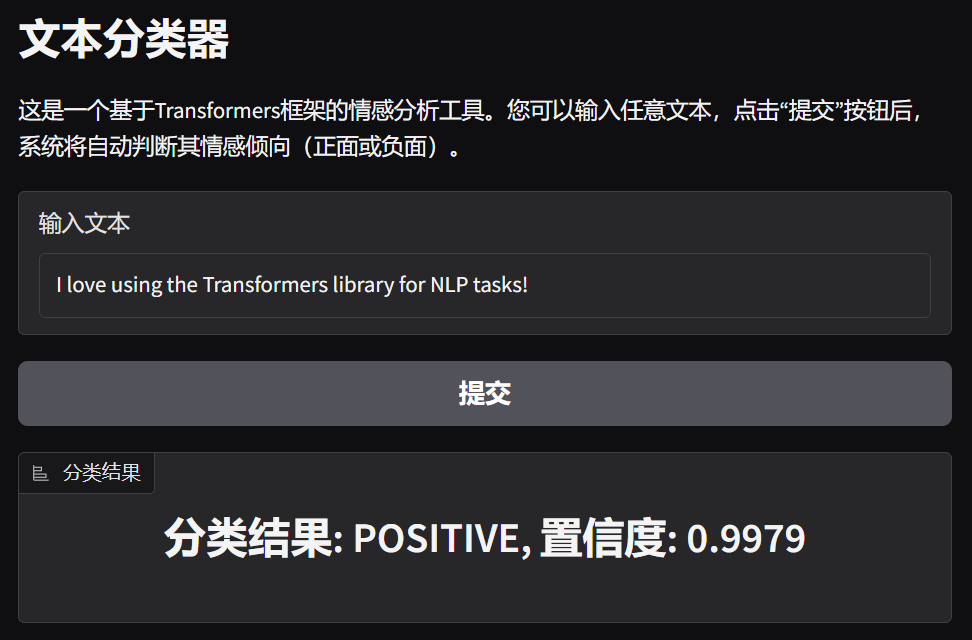 文本分类器
这是一个基于Transformers框架的情感分析工具。您可以输入任意文本，点击“提交”按钮后，
系统将自动判断其情感倾向（正面或负面）。
输入文本
I love using the Transformers library for NLP tasks!
提交
分类结果
分类结果: POSITIVE, 置信度: 0.9979